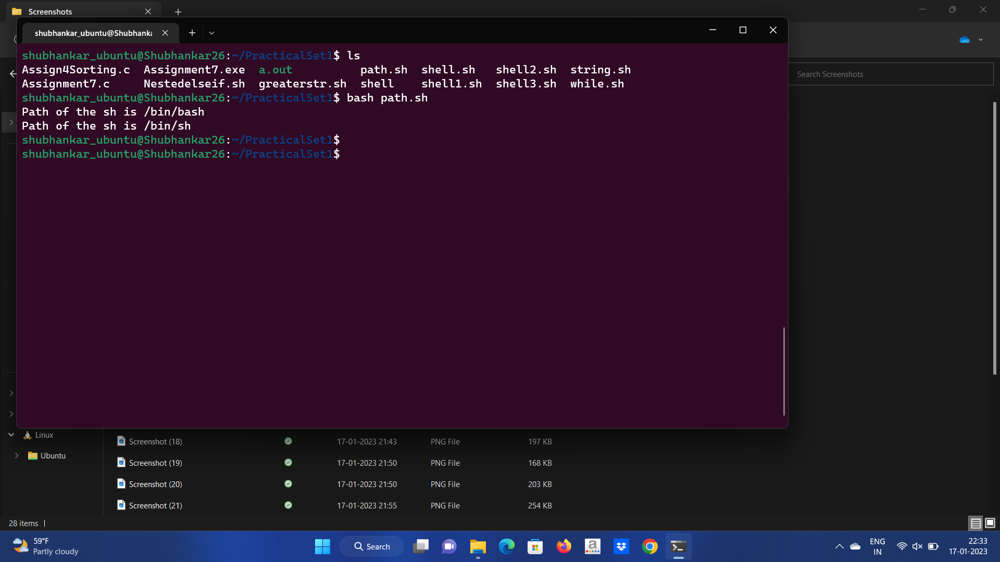 Screenshots
shubhankar_ubuntu@Shubhanka
shubhankar_ubuntu@Shubhankar26:~/PracticalSet1$ ls
Assign4Sorting.c  Assignment7.exe  a.out          path.sh  shell.sh   shell2.sh  string.sh
Assignment7.c     Nestedelseif.sh  greaterstr.sh  shell    shell1.sh  shell3.sh  while.sh
shubhankar_ubuntu@Shubhankar26:~/PracticalSet1$ bash path.sh
Path of the sh is /bin/bash
Path of the sh is /bin/sh
shubhankar_ubuntu@Shubhankar26:~/PracticalSet1$
shubhankar_ubuntu@Shubhankar26:~/PracticalSet1$
Search Screenshots
Linux
Ubuntu
Screenshot (18) 17-01-2023 21:43 PNG File 197 KB
Screenshot (19) 17-01-2023 21:50 PNG File 168 KB
Screenshot (20) 17-01-2023 21:50 PNG File 203 KB
Screenshot (21) 17-01-2023 21:55 PNG File 254 KB
28 items
59°F
Partly cloudy
Search
ENG
IN
22:33
17-01-2023